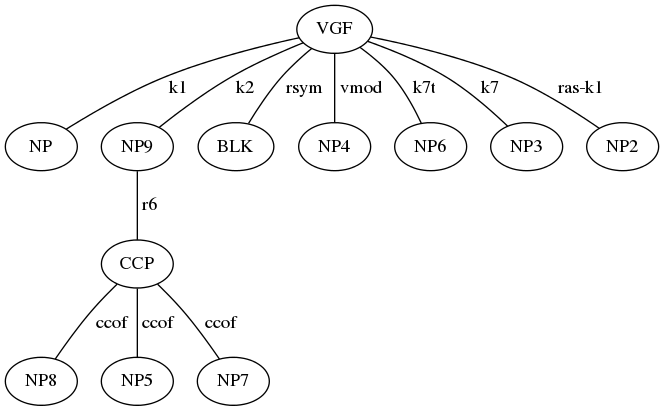 VGF
k1 k2 rsym vmod k7t k7 ras-k1
NP NP9 BLK NP4 NP6 NP3 NP2
r6
CCP
ccof ccof ccof
NP8 NP5 NP7